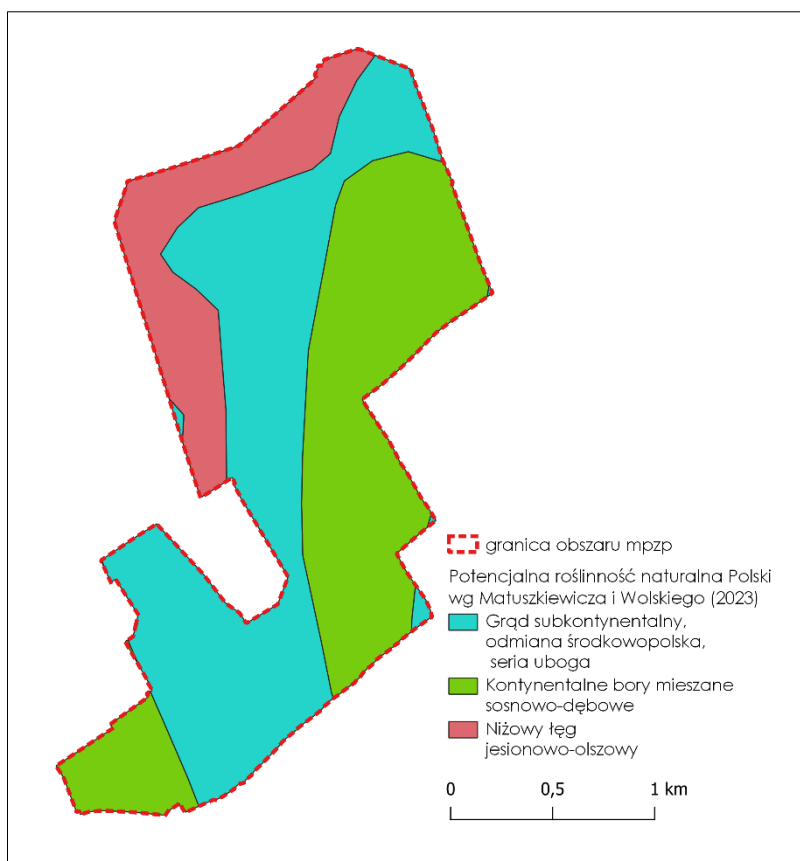 granica obszaru mpzp
Potencjalna roślinność naturalna Polski
wg Matuszkiewicza i Wolskiego (2023)
Grąd subkontynentalny,
odmiana środkowopolska,
seria uboga
Kontynentalne bory mieszane
sosnowo-dębowe
Niżowy łęg
jesionowo-olszowy
0 0,5 1 km